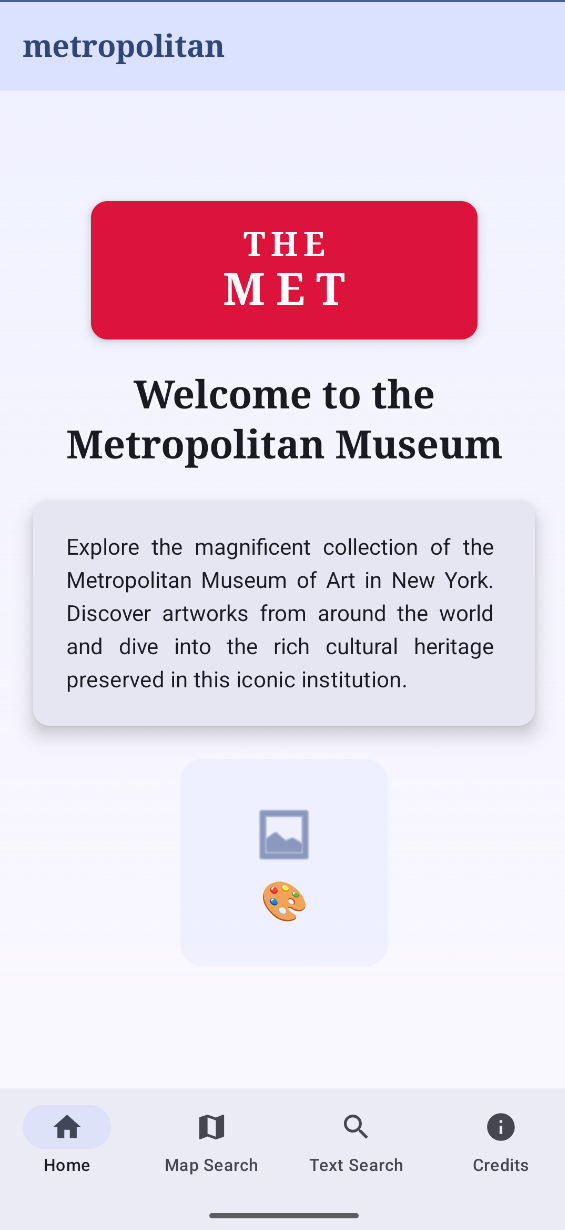 metropolitan
THE
MET
Welcome to the
Metropolitan Museum
Explore the magnificent collection of the
Metropolitan Museum of Art in New York.
Discover artworks from around the world
and dive into the rich cultural heritage
preserved in this iconic institution.
Home
Map Search
Text Search
Credits